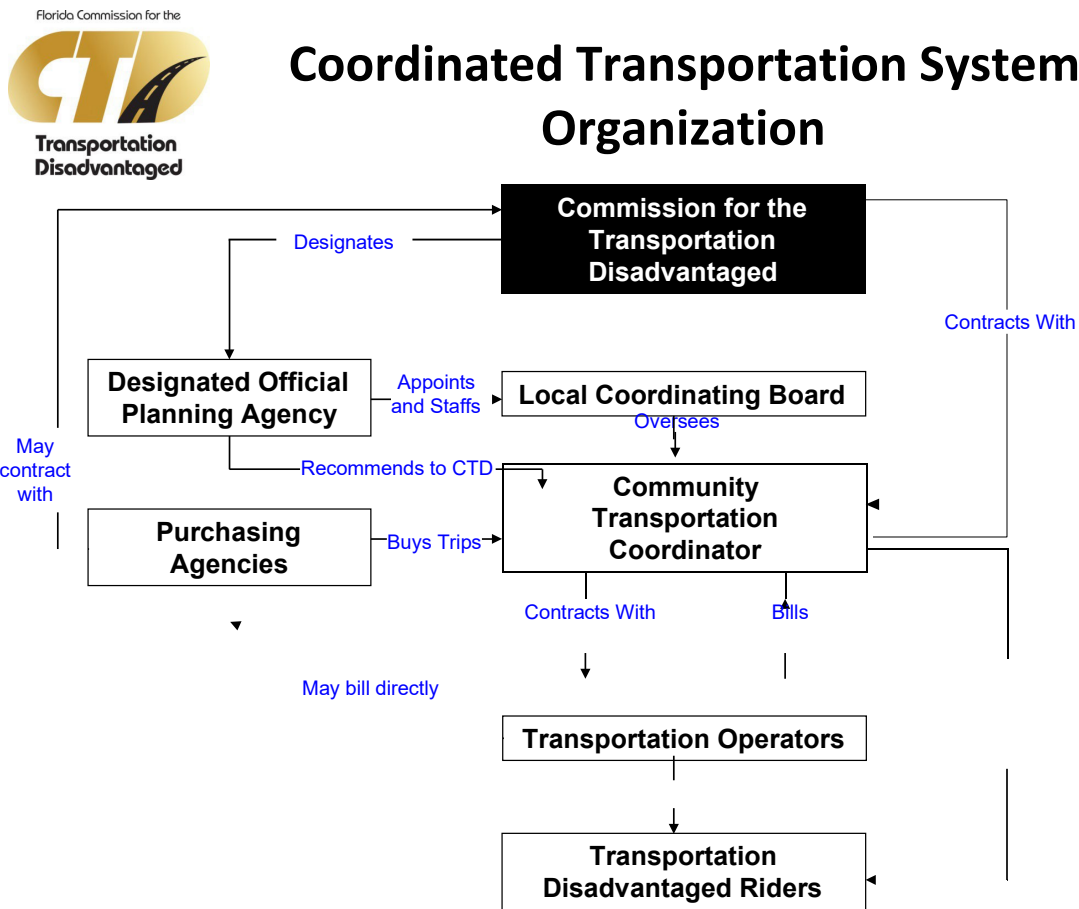 Florida Commission for the
CTD
Transportation
Disadvantaged
Coordinated Transportation System
Organization
Commission for the
Transportation
Disadvantaged
Designates
Contracts With
Designated Official
Planning Agency
Appoints
and Staffs
Local Coordinating Board
Oversees
May
contract
with
Recommends to CTD
Community
Transportation
Coordinator
Purchasing
Agencies
Buys Trips
Contracts With
Bills
May bill directly
Transportation Operators
Transportation
Disadvantaged Riders